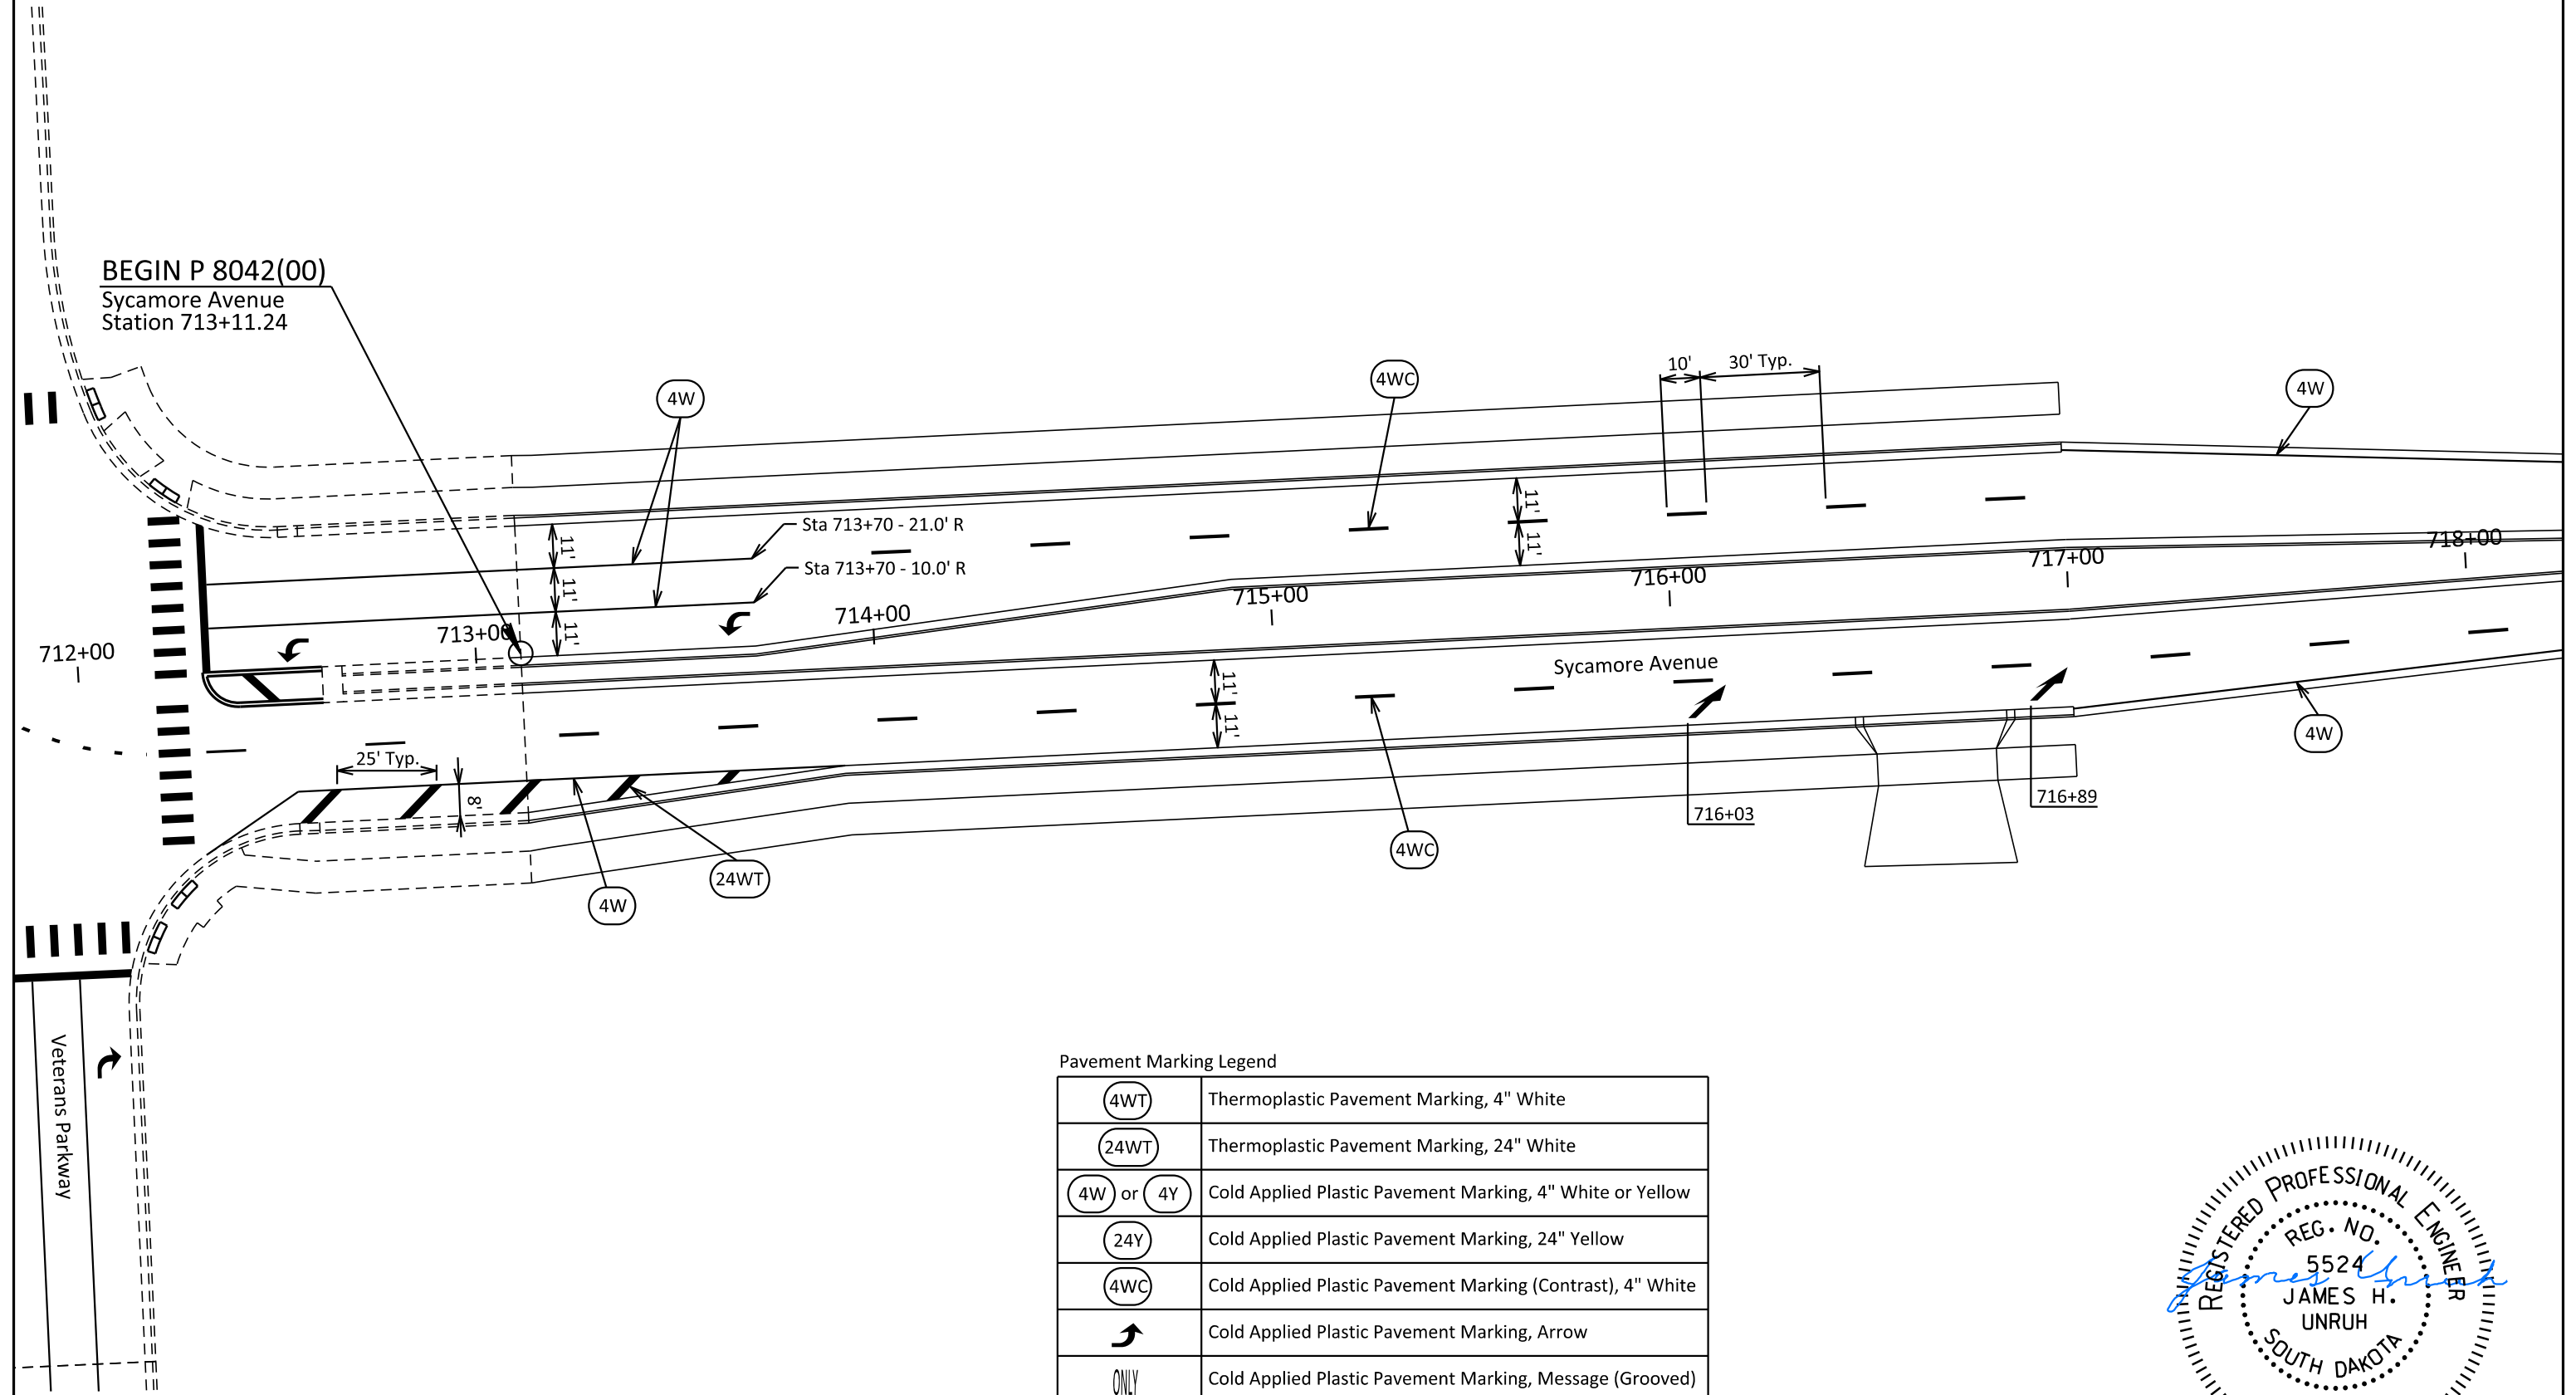 BEGIN P 8042(00)
Sycamore Avenue
Station 713+11.24
4W
4WC
10'
30' Typ.
4W
11'
11'
11'
Sta 713+70 - 21.0' R
Sta 713+70 - 10.0' R
11'
11'
712+00
713+00
714+00
715+00
716+00
717+00
718+00
Sycamore Avenue
11'
11'
25' Typ.
8'
4W
24WT
4WC
716+03
716+89
4W
Veterans Parkway
Pavement Marking Legend
4WT Thermoplastic Pavement Marking, 4" White
24WT Thermoplastic Pavement Marking, 24" White
4W or 4Y Cold Applied Plastic Pavement Marking, 4" White or Yellow
24Y Cold Applied Plastic Pavement Marking, 24" Yellow
4WC Cold Applied Plastic Pavement Marking (Contrast), 4" White
Cold Applied Plastic Pavement Marking, Arrow
ONLY Cold Applied Plastic Pavement Marking, Message (Grooved)
REGISTERED PROFESSIONAL ENGINEER
REG. NO.
5524
James Unruh
JAMES H.
UNRUH
SOUTH DAKOTA